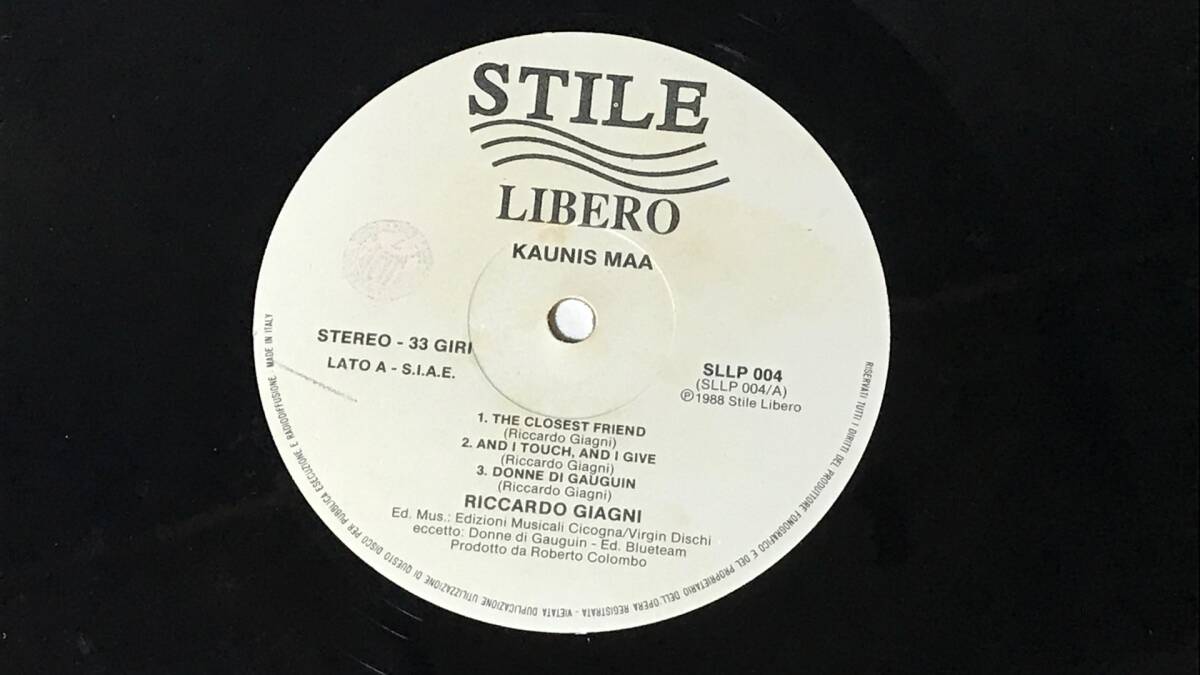 STILE
LIBERO
KAUNIS MAA
STEREO - 33 GIRI
LATO A - S.I.A.E.
SLLP 004
(SLLP 004/A)
℗1988 Stile Libero
1. THE CLOSEST FRIEND
(Riccardo Giagni)
2. AND I TOUCH, AND I GIVE
(Riccardo Giagni)
3. DONNE DI GAUGUIN
(Riccardo Giagni)
RICCARDO GIAGNI
Ed. Mus.: Edizioni Musicali Cicogna/Virgin Dischi
eccetto: Donne di Gauguin - Ed. Blueteam
Prodotto da Roberto Colombo
RISERVATI TUTTI I DIRITTI DEL PRODUTTORE FONOGRAFICO E DEL PROPRIETARIO DELL'OPERA REGISTRATA - VIETATA DUPLICAZIONE UTILIZZAZIONE DI QUESTO DISCO PER PUBBLICA ESECUZIONE E RADIODIFFUSIONE - MADE IN ITALY